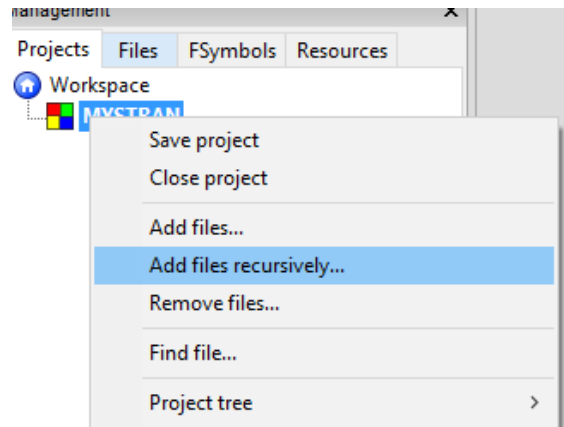 Management X
Projects Files FSymbols Resources
Workspace
MYSTRAN
Save project
Close project
Add files...
Add files recursively...
Remove files...
Find file...
Project tree >